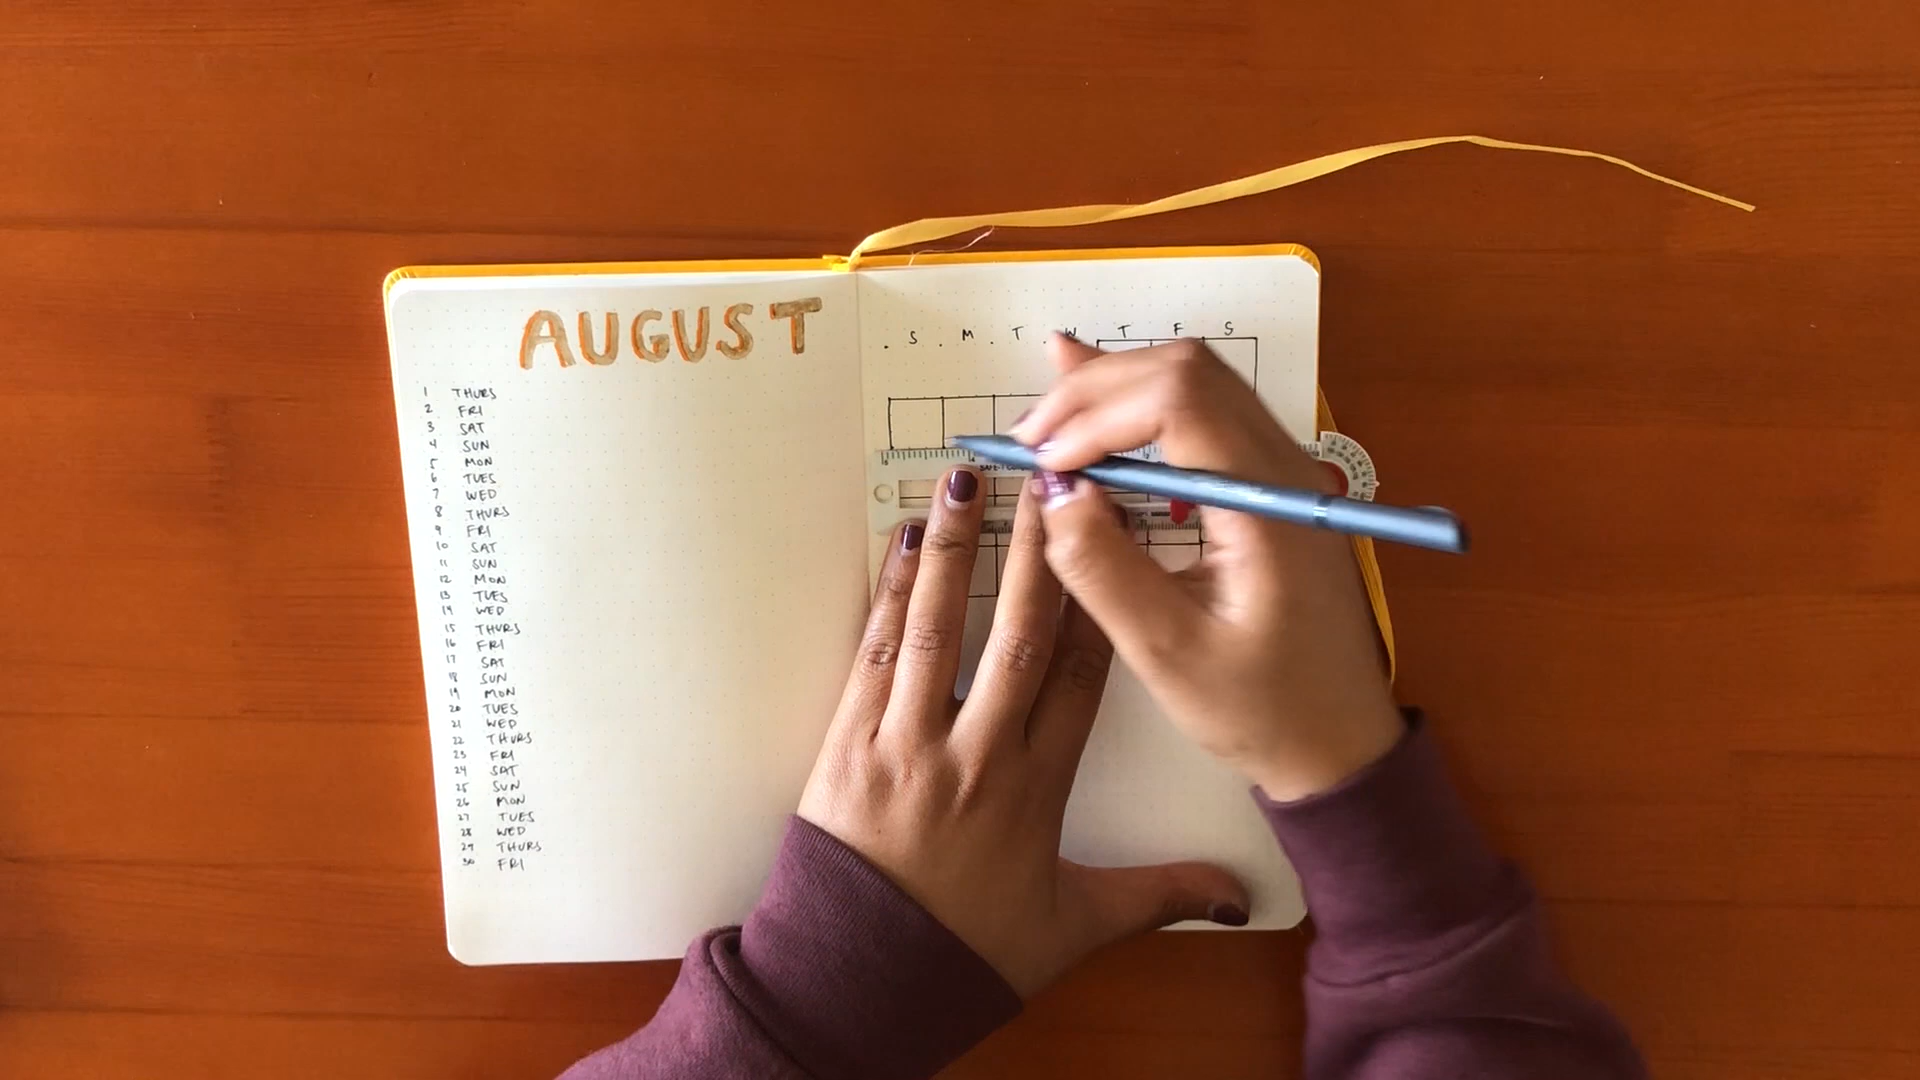 AUGUST
1 THURS
2 FRI
3 SAT
4 SUN
5 MON
6 TUES
7 WED
8 THURS
9 FRI
10 SAT
11 SUN
12 MON
13 TUES
14 WED
15 THURS
16 FRI
17 SAT
18 SUN
19 MON
20 TUES
21 WED
22 THURS
23 FRI
24 SAT
25 SUN
26 MON
27 TUES
28 WED
29 THURS
30 FRI
S M T W T F S